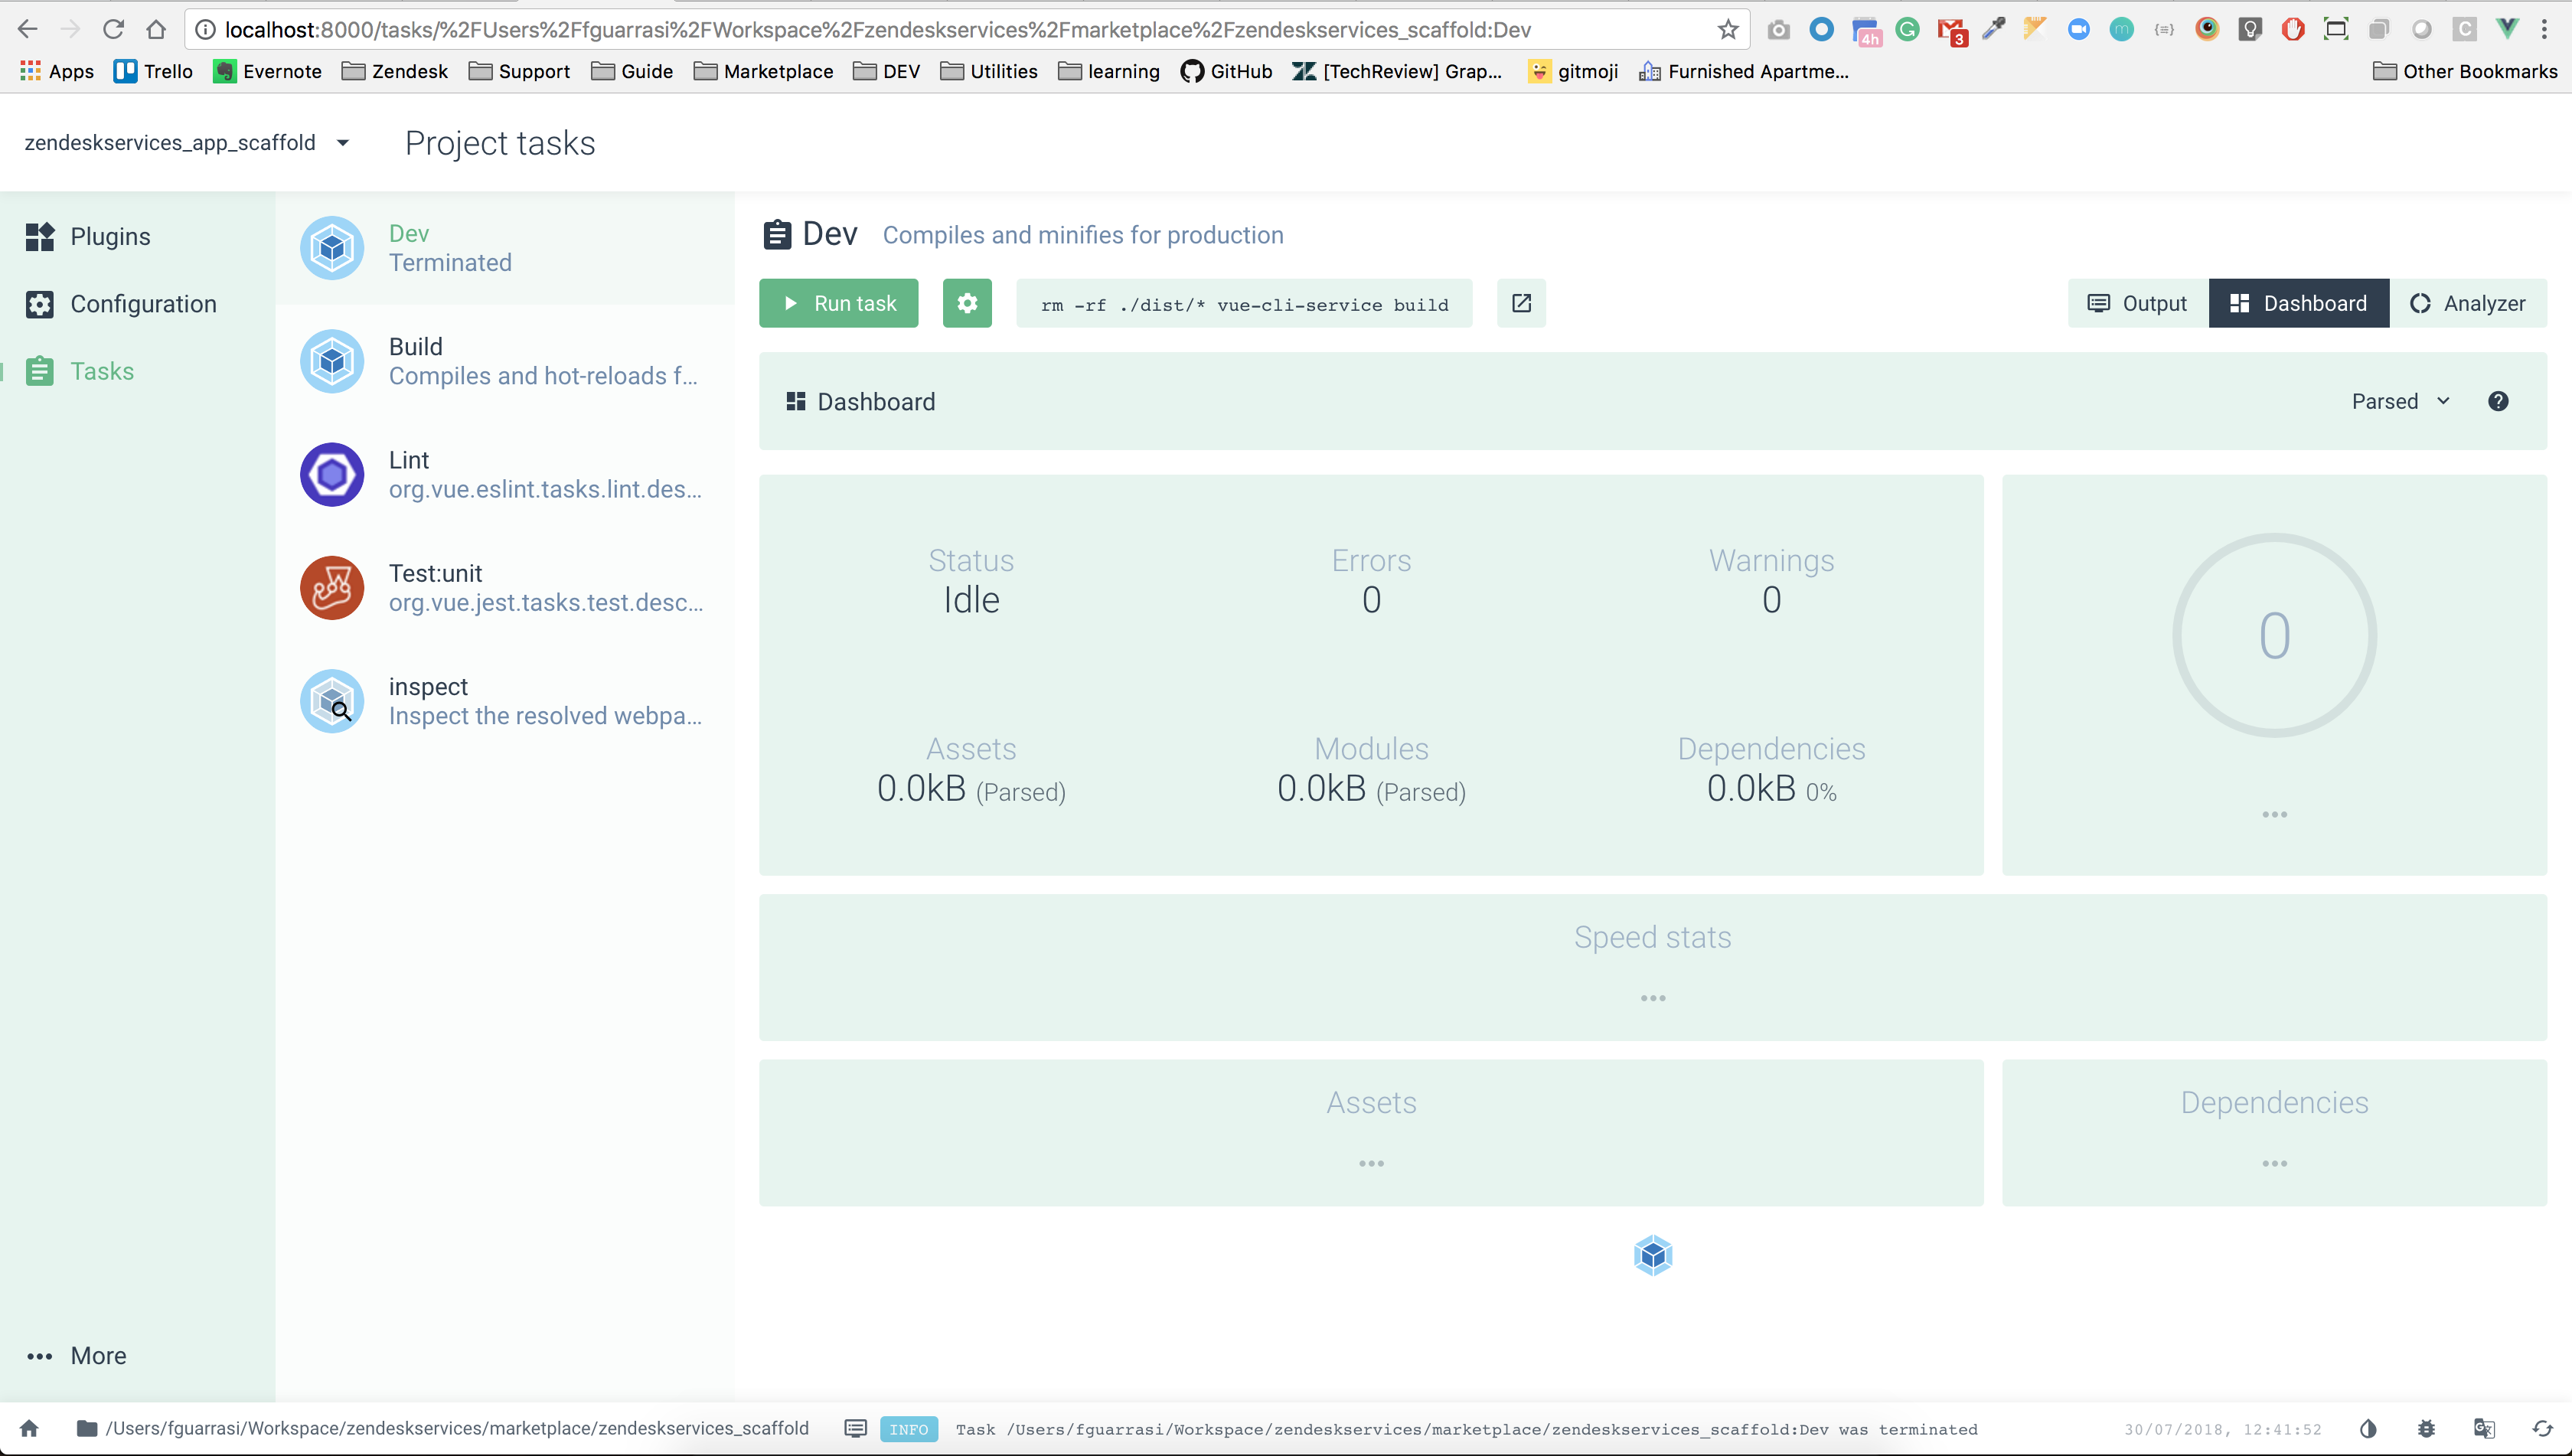 localhost:8000/tasks/%2FUsers%2Ffguarrasi%2FWorkspace%2Fzendeskservices%2Fmarketplace%2Fzendeskservices_scaffold:Dev
4h
3
m
{≡}
C
Apps Trello Evernote Zendesk Support Guide Marketplace DEV Utilities learning GitHub [TechReview] Grap... gitmoji Furnished Apartme... Other Bookmarks
zendeskservices_app_scaffold Project tasks
Plugins
Configuration
Tasks
More
Dev
Terminated
Build
Compiles and hot-reloads f...
Lint
org.vue.eslint.tasks.lint.des...
Test:unit
org.vue.jest.tasks.test.desc...
inspect
Inspect the resolved webpa...
Dev Compiles and minifies for production
Run task rm -rf ./dist/* vue-cli-service build Output Dashboard Analyzer
Dashboard Parsed ?
Status Errors Warnings
Idle 0 0
Assets Modules Dependencies
0.0kB (Parsed) 0.0kB (Parsed) 0.0kB 0%
0
...
Speed stats
...
Assets
...
Dependencies
...
/Users/fguarrasi/Workspace/zendeskservices/marketplace/zendeskservices_scaffold INFO Task /Users/fguarrasi/Workspace/zendeskservices/marketplace/zendeskservices_scaffold:Dev was terminated 30/07/2018, 12:41:52